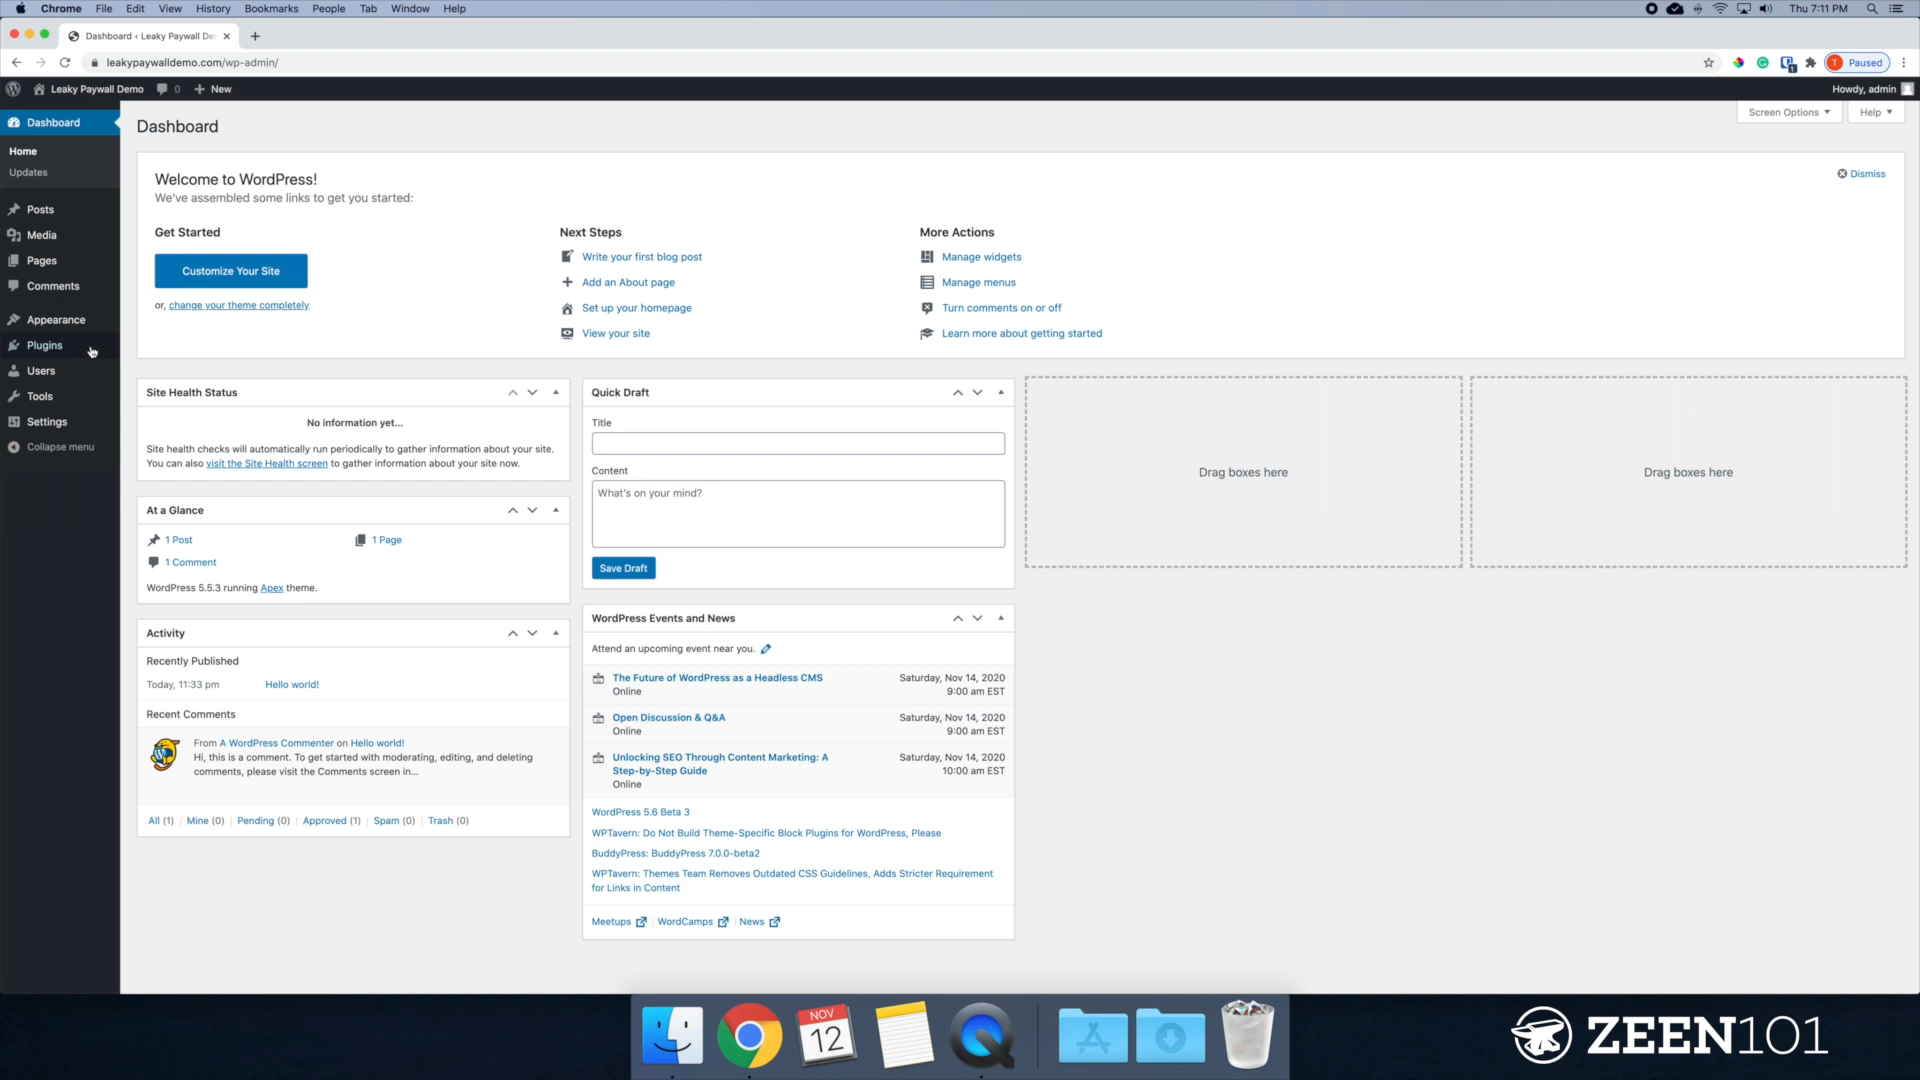 Chrome File Edit View History Bookmarks People Tab Window Help Thu 7:11 PM
Dashboard ‹ Leaky Paywall De
leakypaywalldemo.com/wp-admin/
T Paused
Leaky Paywall Demo 0 + New Howdy, admin
Dashboard
Home
Updates
Posts
Media
Pages
Comments
Appearance
Plugins
Users
Tools
Settings
Collapse menu
Dashboard
Screen Options ▼ Help ▼
Welcome to WordPress!
We've assembled some links to get you started:
Dismiss
Get Started
Customize Your Site
or, change your theme completely
Next Steps
Write your first blog post
Add an About page
Set up your homepage
View your site
More Actions
Manage widgets
Manage menus
Turn comments on or off
Learn more about getting started
Site Health Status
No information yet...
Site health checks will automatically run periodically to gather information about your site.
You can also visit the Site Health screen to gather information about your site now.
At a Glance
1 Post 1 Page
1 Comment
WordPress 5.5.3 running Apex theme.
Activity
Recently Published
Today, 11:33 pm Hello world!
Recent Comments
From A WordPress Commenter on Hello world!
Hi, this is a comment. To get started with moderating, editing, and deleting
comments, please visit the Comments screen in...
All (1) | Mine (0) | Pending (0) | Approved (1) | Spam (0) | Trash (0)
Quick Draft
Title
Content
What's on your mind?
Save Draft
WordPress Events and News
Attend an upcoming event near you.
The Future of WordPress as a Headless CMS Saturday, Nov 14, 2020
Online 9:00 am EST
Open Discussion & Q&A Saturday, Nov 14, 2020
Online 9:00 am EST
Unlocking SEO Through Content Marketing: A Saturday, Nov 14, 2020
Step-by-Step Guide 10:00 am EST
Online
WordPress 5.6 Beta 3
WPTavern: Do Not Build Theme-Specific Block Plugins for WordPress, Please
BuddyPress: BuddyPress 7.0.0-beta2
WPTavern: Themes Team Removes Outdated CSS Guidelines, Adds Stricter Requirement
for Links in Content
Meetups | WordCamps | News
Drag boxes here
Drag boxes here
NOV
12
ZEEN101